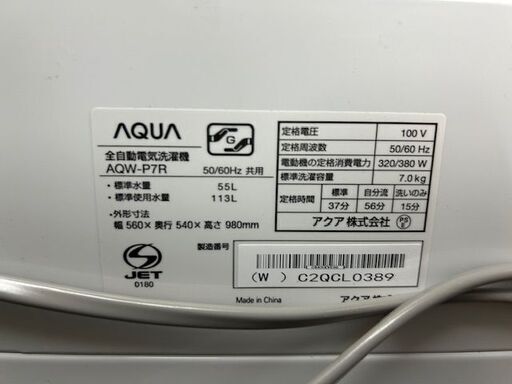 AQUA
G
全自動電気洗濯機
AQW-P7R 50/60Hz 共用
・標準水量 55L
・標準使用水量 113L
・外形寸法
幅 560×奥行 540×高さ 980mm
製造番号
S
JET
0180
定格電圧 100 V
定格周波数 50/60 Hz
電動機の定格消費電力 320/380 W
標準洗濯容量 7.0 kg
定格時間 標準 自分流 洗いのみ
37分 56分 15分
アクア株式会社
PS
E
(W ) C2QCL0389
Made in China
アクア株